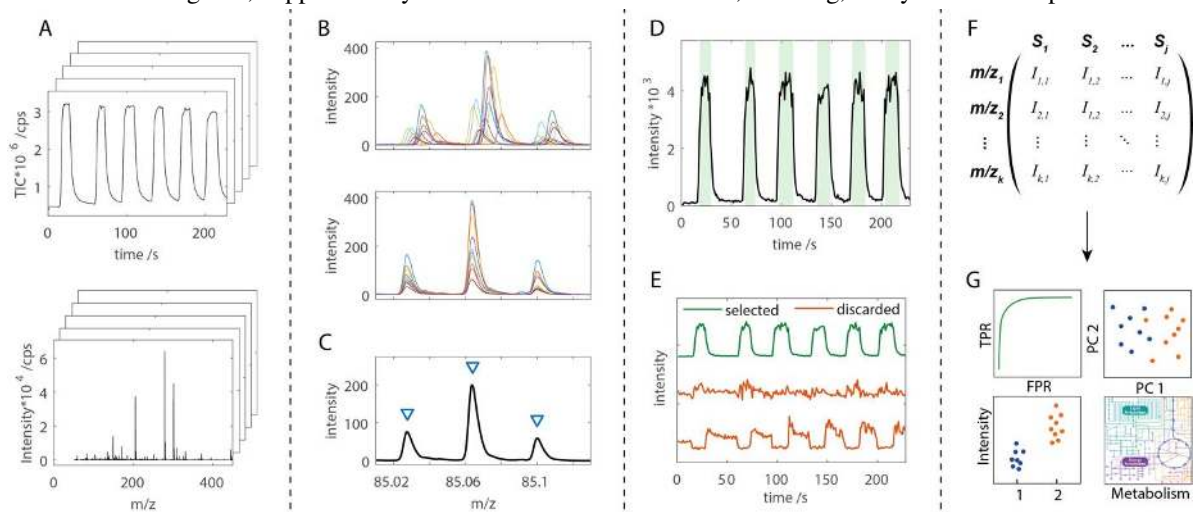 A
3
2
1
TIC*10 6 /cps
0 100 200
time /s
6
4
2
0
Intensity*10 4 /cps
0 200 400
m/z
B
400
200
0
intensity
400
200
0
intensity
C
200
100
0
intensity
85.02 85.06 85.1
m/z
D
4
2
0
intensity *10 3
0 50 100 150 200
time /s
E
selected discarded
intensity
0 50 100 150 200
time /s
F
S1 S2 ... Sj
m/z1 I1,1 I1,2 ... I1,j
m/z2 I2,1 I1,2 ... I2,j
⋮ ⋮ ⋮ ⋱ ⋮
m/zk Ik,1 Ik,2 ... Ik,j
G
TPR
FPR
PC 2
PC 1
Intensity
1 2
Metabolism